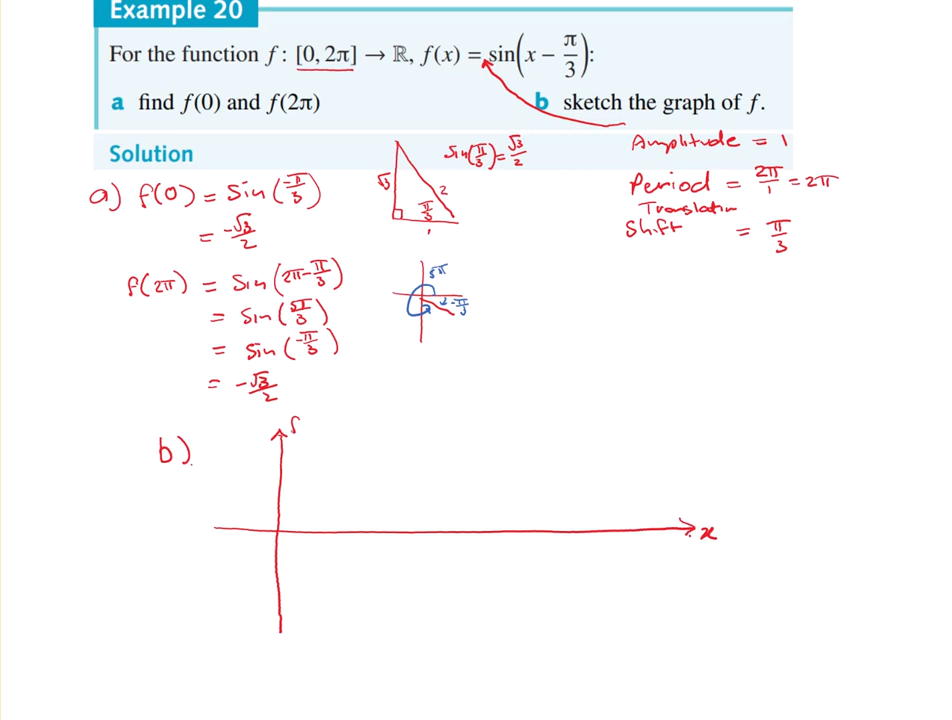 Example 20
For the function f : [0, 2π] → ℝ, f(x) = sin(x − π/3):
a find f(0) and f(2π)
b sketch the graph of f.
Solution
Amplitude = 1
Period = 2π/1 = 2π
Translation
Shift = π/3
sin(π/3) = √3/2
√3
2
π/3
1
a) f(0) = Sin(-π/3)
= -√3/2
f(2π) = Sin(2π-π/3)
= Sin(5π/3)
= Sin(-π/3)
= -√3/2
5π
-π/3
b).
f
x